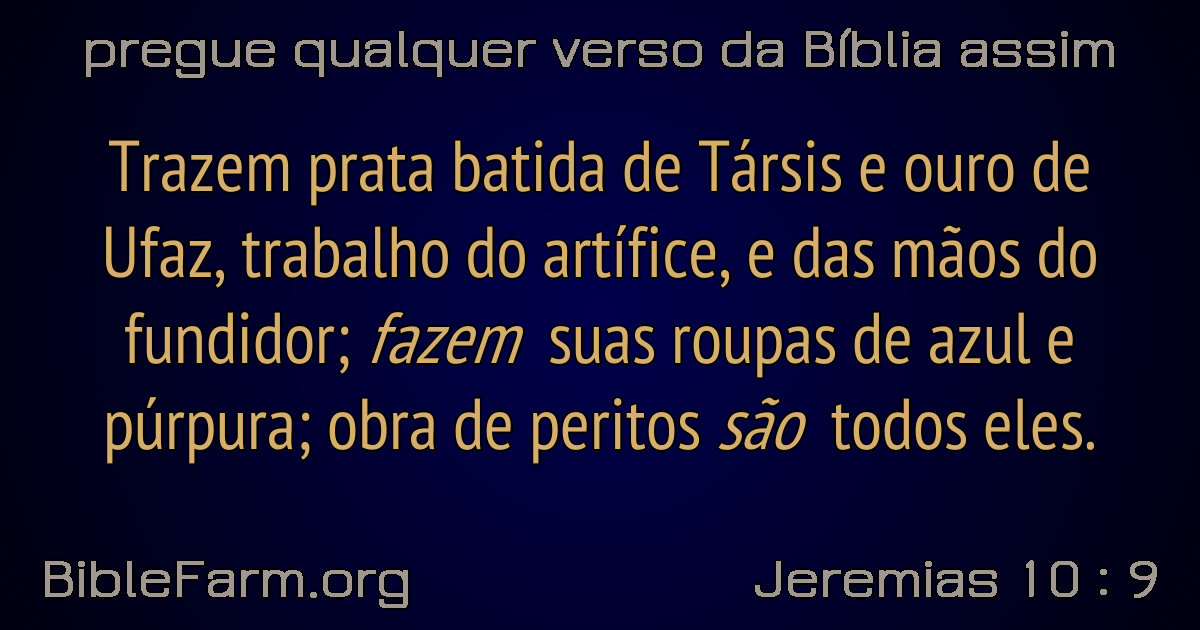 pregue qualquer verso da Bíblia assim
Trazem prata batida de Társis e ouro de
Ufaz, trabalho do artífice, e das mãos do
fundidor; fazem suas roupas de azul e
púrpura; obra de peritos são todos eles.
BibleFarm.org
Jeremias 10 : 9